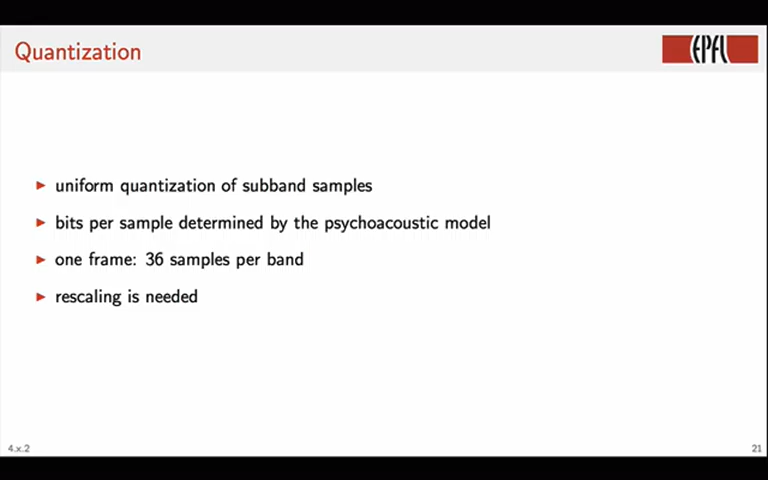 Quantization
EPFL
▶ uniform quantization of subband samples
▶ bits per sample determined by the psychoacoustic model
▶ one frame: 36 samples per band
▶ rescaling is needed
4.x.2
21